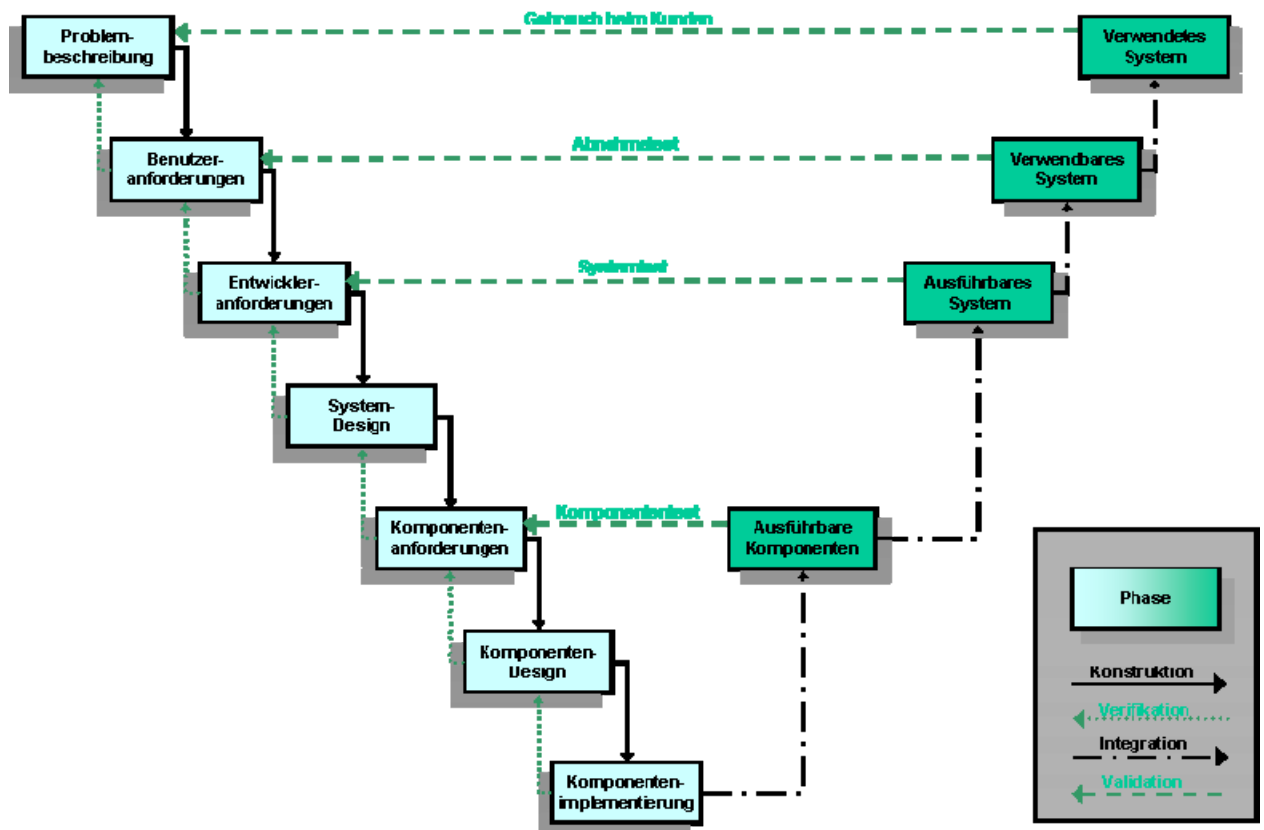 Gebrauch beim Kunden
Problem-
beschreibung
Verwendetes
System
Abnahmetest
Benutzer-
anforderungen
Verwendbares
System
Systemtest
Entwickler-
anforderungen
Ausführbares
System
System-
Design
Komponententest
Komponenten-
anforderungen
Ausführbare
Komponenten
Phase
Komponenten-
Design
Konstruktion
Verifikation
Integration
Komponenten-
implementierung
Validation